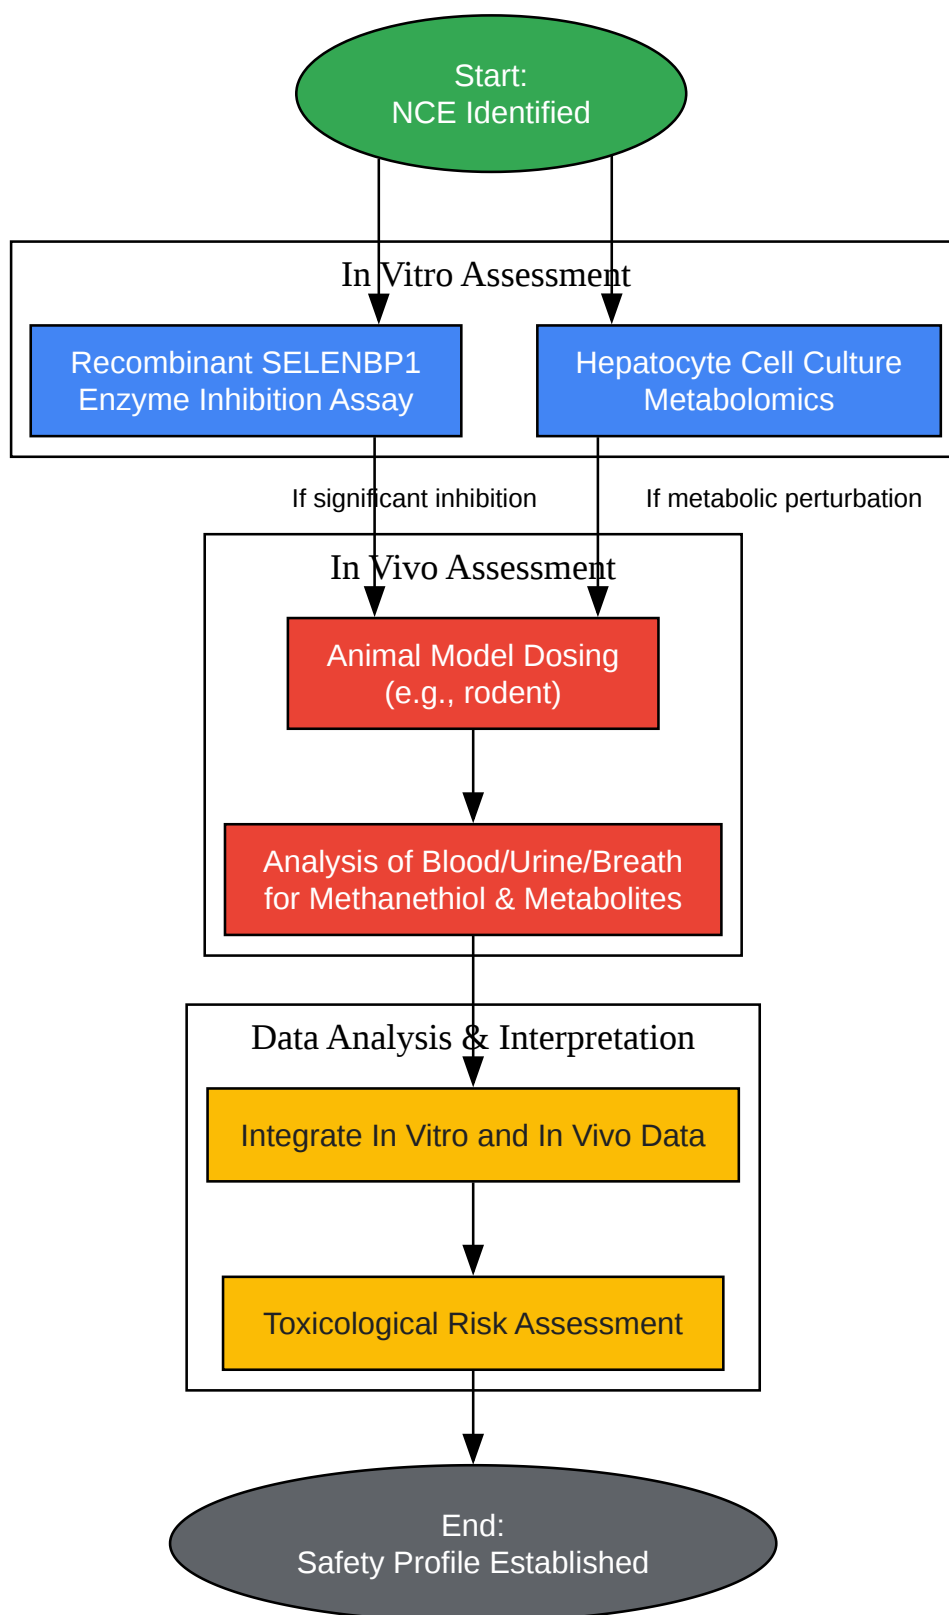 Start:
NCE Identified
In Vitro Assessment
Recombinant SELENBP1
Enzyme Inhibition Assay
Hepatocyte Cell Culture
Metabolomics
If significant inhibition
If metabolic perturbation
In Vivo Assessment
Animal Model Dosing
(e.g., rodent)
Analysis of Blood/Urine/Breath
for Methanethiol & Metabolites
Data Analysis & Interpretation
Integrate In Vitro and In Vivo Data
Toxicological Risk Assessment
End:
Safety Profile Established